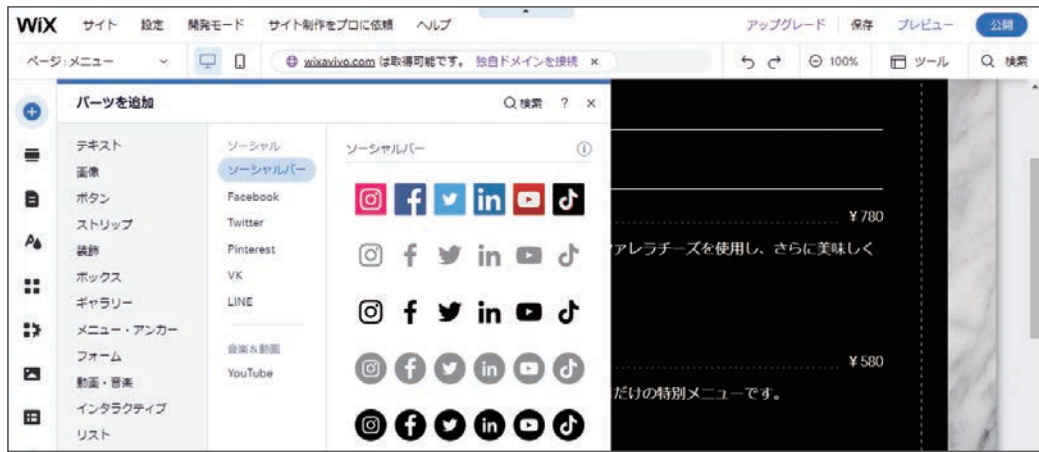 WiX サイト 設定 開発モード サイト制作をプロに依頼 ヘルプ アップグレード 保存 プレビュー 公開
ページ:メニュー wixavivo.com は取得可能です。 独自ドメインを接続 × 100% ツール 検索
パーツを追加 検索 ? ×
テキスト
画像
ボタン
ストリップ
装飾
ボックス
ギャラリー
メニュー・アンカー
フォーム
動画・音楽
インタラクティブ
リスト
ソーシャル
ソーシャルバー
Facebook
Twitter
Pinterest
VK
LINE
音楽&動画
YouTube
ソーシャルバー
¥780
ァレラチーズを使用し、さらに美味しく
¥580
だけの特別メニューです。